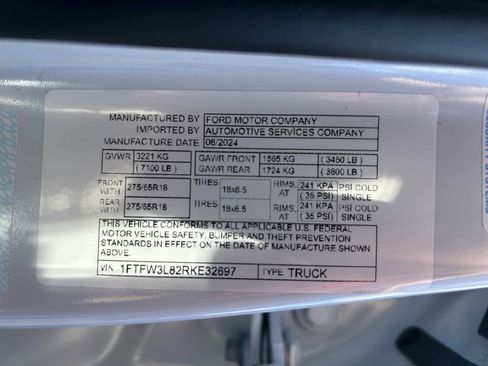 MANUFACTURED BY FORD MOTOR COMPANY
IMPORTED BY AUTOMOTIVE SERVICES COMPANY
MANUFACTURE DATE 06/2024
GVWR 3221 KG GAWR FRONT 1565 KG ( 3450 LB )
( 7100 LB ) GAWR REAR 1724 KG ( 3800 LB )
FRONT WITH 275/65R18 TIRES 18x6.5 RIMS, AT 241 KPA ( 35 PSI ) PSI COLD SINGLE
REAR WITH 275/65R18 TIRES 18x6.5 RIMS, AT 241 KPA ( 35 PSI ) PSI COLD SINGLE
THIS VEHICLE CONFORMS TO ALL APPLICABLE U.S. FEDERAL
MOTOR VEHICLE SAFETY, BUMPER AND THEFT PREVENTION
STANDARDS IN EFFECT ON THE DATE OF MANUFACTURE SHOWN
ABOVE.
VIN: 1FTFW3L82RKE32697 TYPE: TRUCK